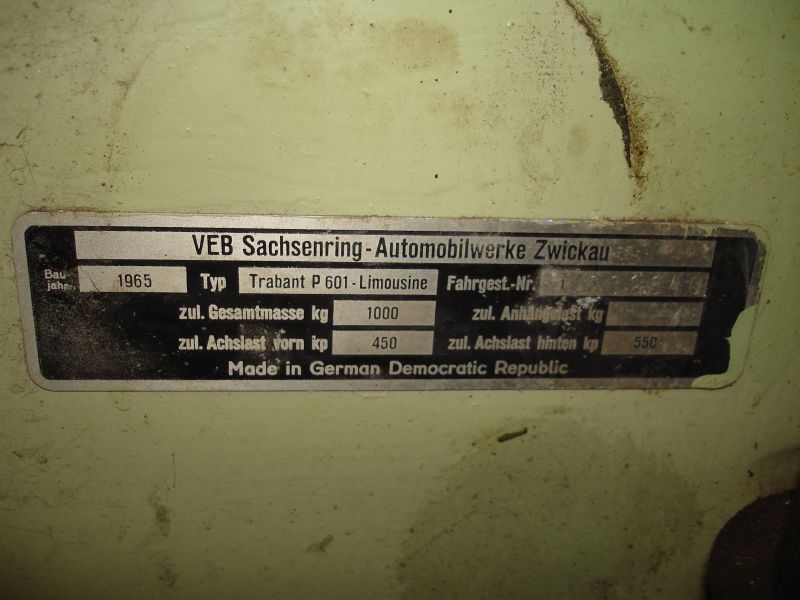 VEB Sachsenring-Automobilwerke Zwickau
Bau jahr 1965 Typ Trabant P 601-Limousine Fahrgest.-Nr.
zul. Gesamtmasse kg 1000 zul. Anhängelast kg
zul. Achslast vorn kp 450 zul. Achslast hinten kp 550
Made in German Democratic Republic